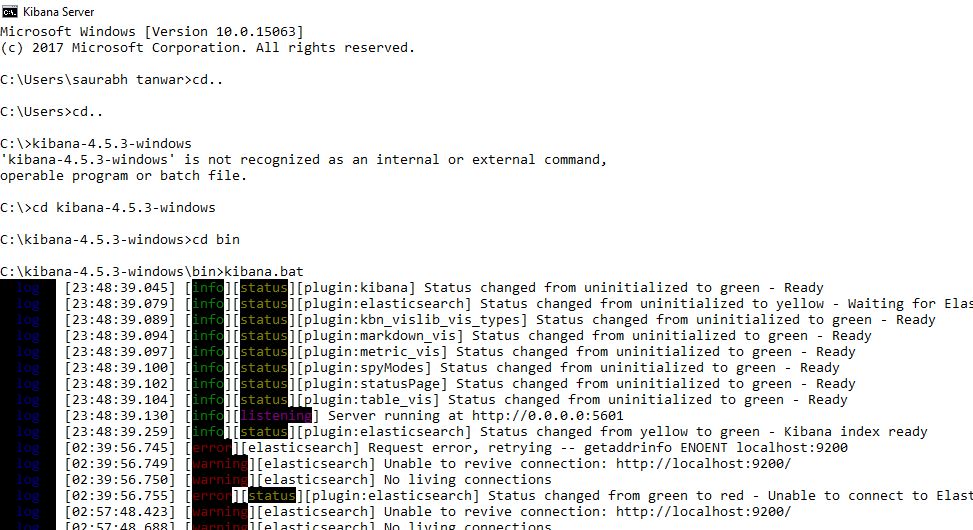 Kibana Server
Microsoft Windows [Version 10.0.15063]
(c) 2017 Microsoft Corporation. All rights reserved.
C:\Users\saurabh tanwar>cd..
C:\Users>cd..
C:\>kibana-4.5.3-windows
'kibana-4.5.3-windows' is not recognized as an internal or external command,
operable program or batch file.
C:\>cd kibana-4.5.3-windows
C:\kibana-4.5.3-windows>cd bin
C:\kibana-4.5.3-windows\bin>kibana.bat
log [23:48:39.045] [info][status][plugin:kibana] Status changed from uninitialized to green - Ready
log [23:48:39.079] [info][status][plugin:elasticsearch] Status changed from uninitialized to yellow - Waiting for Elas
log [23:48:39.089] [info][status][plugin:kbn_vislib_vis_types] Status changed from uninitialized to green - Ready
log [23:48:39.094] [info][status][plugin:markdown_vis] Status changed from uninitialized to green - Ready
log [23:48:39.097] [info][status][plugin:metric_vis] Status changed from uninitialized to green - Ready
log [23:48:39.100] [info][status][plugin:spyModes] Status changed from uninitialized to green - Ready
log [23:48:39.102] [info][status][plugin:statusPage] Status changed from uninitialized to green - Ready
log [23:48:39.104] [info][status][plugin:table_vis] Status changed from uninitialized to green - Ready
log [23:48:39.130] [info][listening] Server running at http://0.0.0.0:5601
log [23:48:39.259] [info][status][plugin:elasticsearch] Status changed from yellow to green - Kibana index ready
log [02:39:56.745] [error][elasticsearch] Request error, retrying -- getaddrinfo ENOENT localhost:9200
log [02:39:56.749] [warning][elasticsearch] Unable to revive connection: http://localhost:9200/
log [02:39:56.750] [warning][elasticsearch] No living connections
log [02:39:56.755] [error][status][plugin:elasticsearch] Status changed from green to red - Unable to connect to Elast
log [02:57:48.423] [warning][elasticsearch] Unable to revive connection: http://localhost:9200/
log [02:57:48.688] [warning][elasticsearch] No living connections